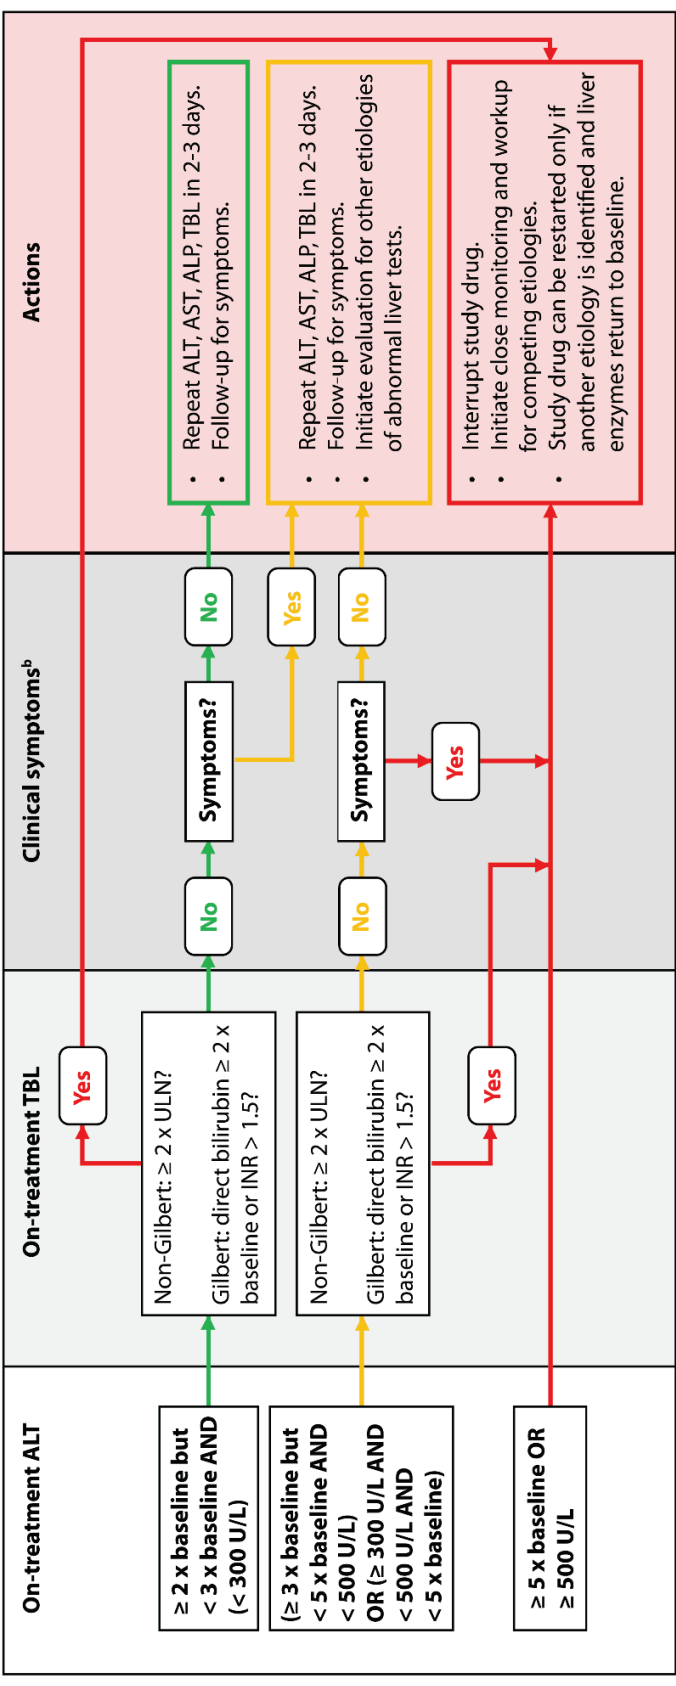 On-treatment ALT
On-treatment TBL
Clinical symptomsᵇ
Actions
≥ 2 x baseline but
< 3 x baseline AND
(< 300 U/L)
Non-Gilbert: ≥ 2 x ULN?
Gilbert: direct bilirubin ≥ 2 x
baseline or INR > 1.5?
Yes
No
Symptoms?
No
Yes
• Repeat ALT, AST, ALP, TBL in 2-3 days.
• Follow-up for symptoms.
(≥ 3 x baseline but
< 5 x baseline AND
< 500 U/L)
OR (≥ 300 U/L AND
< 500 U/L AND
< 5 x baseline)
Non-Gilbert: ≥ 2 x ULN?
Gilbert: direct bilirubin ≥ 2 x
baseline or INR > 1.5?
Yes
No
Symptoms?
No
Yes
• Repeat ALT, AST, ALP, TBL in 2-3 days.
• Follow-up for symptoms.
• Initiate evaluation for other etiologies
of abnormal liver tests.
≥ 5 x baseline OR
≥ 500 U/L
• Interrupt study drug.
• Initiate close monitoring and workup
for competing etiologies.
• Study drug can be restarted only if
another etiology is identified and liver
enzymes return to baseline.